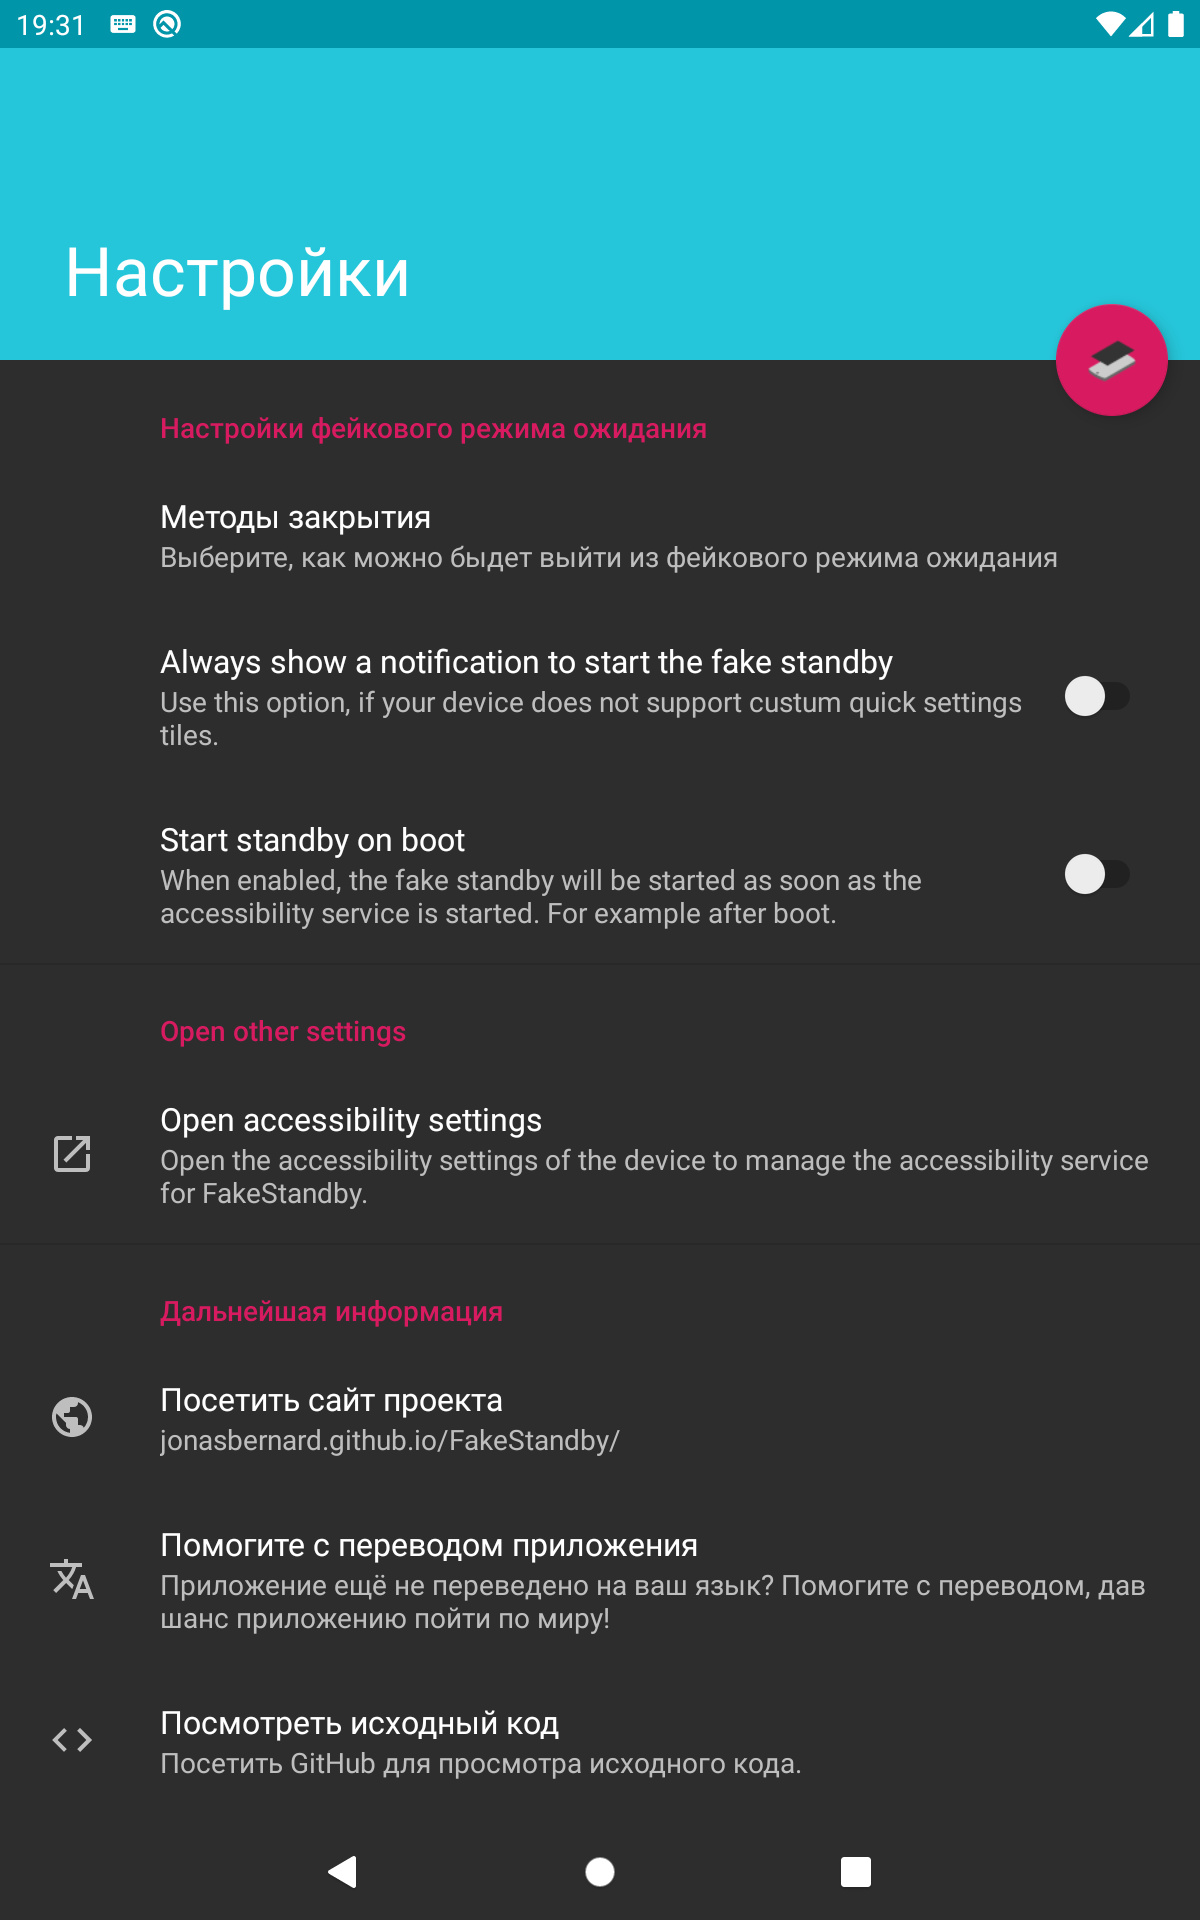 19:31
Настройки
Настройки фейкового режима ожидания
Методы закрытия
Выберите, как можно быдет выйти из фейкового режима ожидания
Always show a notification to start the fake standby
Use this option, if your device does not support custum quick settings
tiles.
Start standby on boot
When enabled, the fake standby will be started as soon as the
accessibility service is started. For example after boot.
Open other settings
Open accessibility settings
Open the accessibility settings of the device to manage the accessibility service
for FakeStandby.
Дальнейшая информация
Посетить сайт проекта
jonasbernard.github.io/FakeStandby/
Помогите с переводом приложения
Приложение ещё не переведено на ваш язык? Помогите с переводом, дав
шанс приложению пойти по миру!
Посмотреть исходный код
Посетить GitHub для просмотра исходного кода.